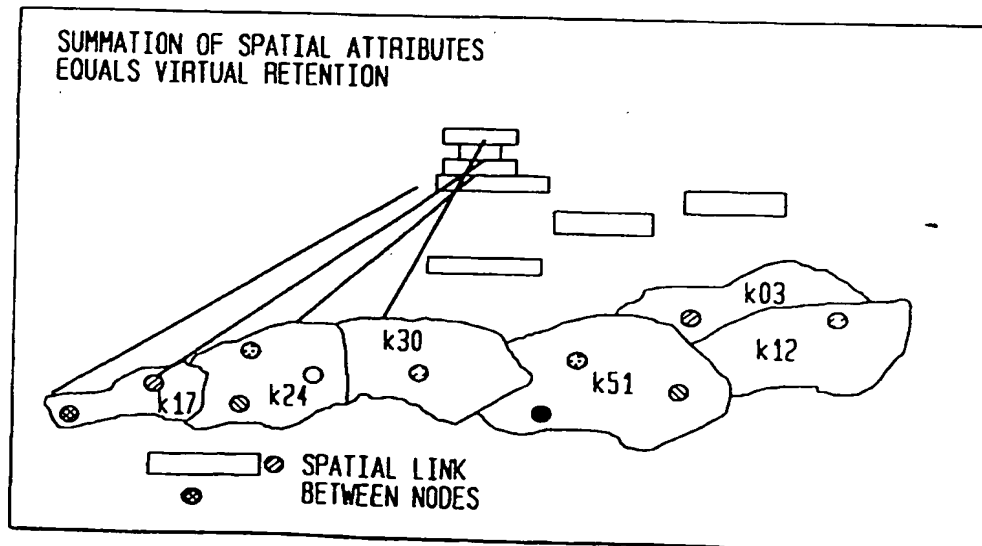 SUMMATION OF SPATIAL ATTRIBUTES
EQUALS VIRTUAL RETENTION
k03
k30
k12
k51
k17
k24
SPATIAL LINK
BETWEEN NODES